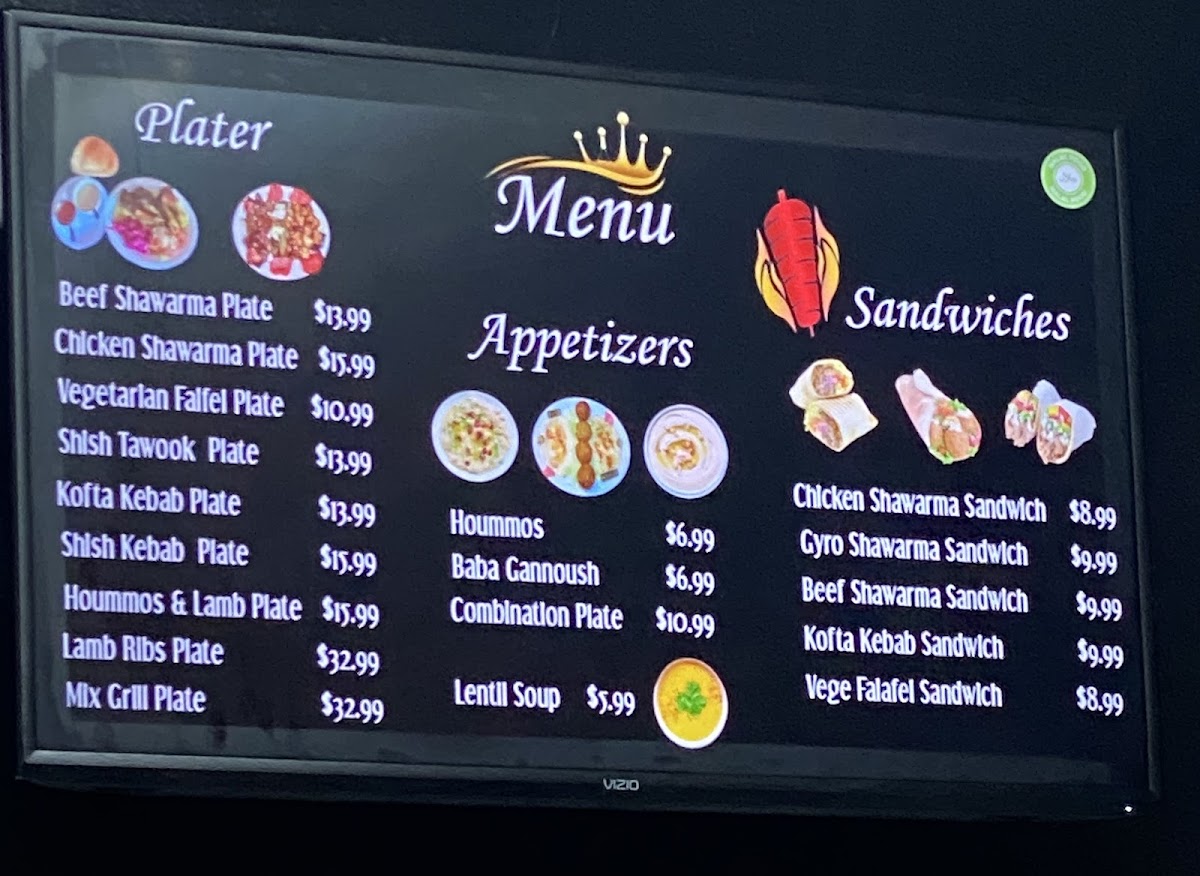 Plater
Beef Shawarma Plate $13.99
Chicken Shawarma Plate $15.99
Vegetarian Falfel Plate $10.99
Shish Tawook Plate $13.99
Kofta Kebab Plate $13.99
Shish Kebab Plate $15.99
Hoummos & Lamb Plate $15.99
Lamb Ribs Plate $32.99
Mix Grill Plate $32.99
Menu
Appetizers
Hoummos $6.99
Baba Gannoush $6.99
Combination Plate $10.99
Lentil Soup $5.99
Sandwiches
Chicken Shawarma Sandwich $8.99
Gyro Shawarma Sandwich $9.99
Beef Shawarma Sandwich $9.99
Kofta Kebab Sandwich $9.99
Vege Falafel Sandwich $8.99
VIZIO